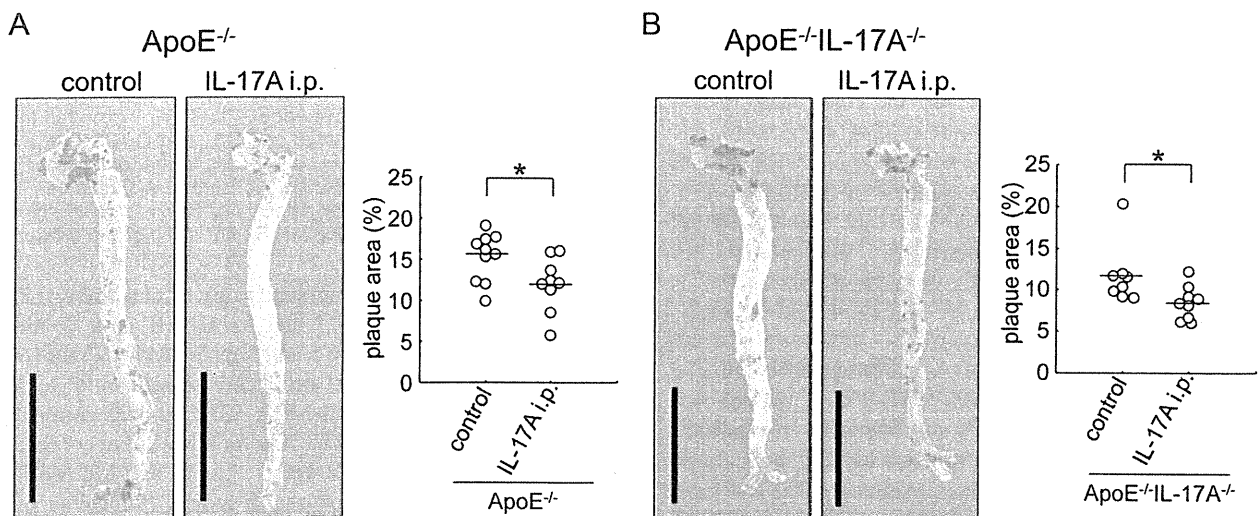 A
ApoE-/-
control
IL-17A i.p.
plaque area (%)
25
20
15
10
5
0
*
control
IL-17A i.p.
ApoE-/-
B
ApoE-/-IL-17A-/-
control
IL-17A i.p.
plaque area (%)
25
20
15
10
5
0
*
control
IL-17A i.p.
ApoE-/-IL-17A-/-